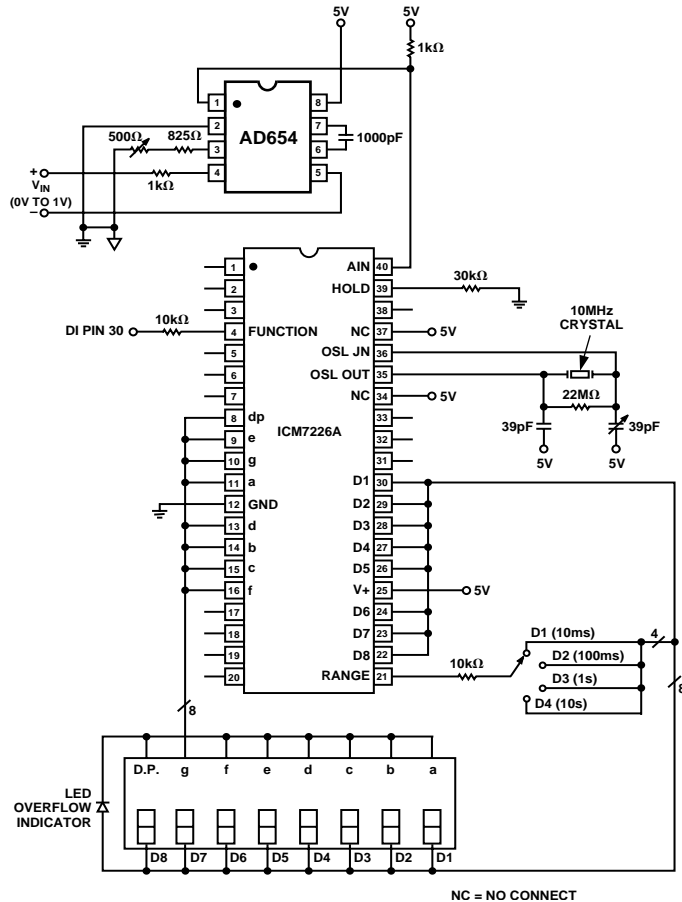 5V
5V
1kΩ
1
8
2
7
3
6
4
5
AD654
1000pF
500Ω
825Ω
+
VIN
(0V TO 1V)
–
1kΩ
ICM7226A
1
2
3
DI PIN 30
10kΩ
4
FUNCTION
5
6
7
8
dp
9
e
10
g
11
a
12
GND
13
d
14
b
15
c
16
f
17
18
19
20
AIN
40
HOLD
39
30kΩ
38
NC
37
5V
OSL JN
36
OSL OUT
35
NC
34
5V
33
32
31
D1
30
D2
29
D3
28
D4
27
D5
26
V+
25
5V
D6
24
D7
23
D8
22
RANGE
21
10MHz
CRYSTAL
22MΩ
39pF
39pF
5V
5V
10kΩ
D1 (10ms)
D2 (100ms)
D3 (1s)
D4 (10s)
4
8
8
LED
OVERFLOW
INDICATOR
D.P.
g
f
e
d
c
b
a
D8
D7
D6
D5
D4
D3
D2
D1
NC = NO CONNECT